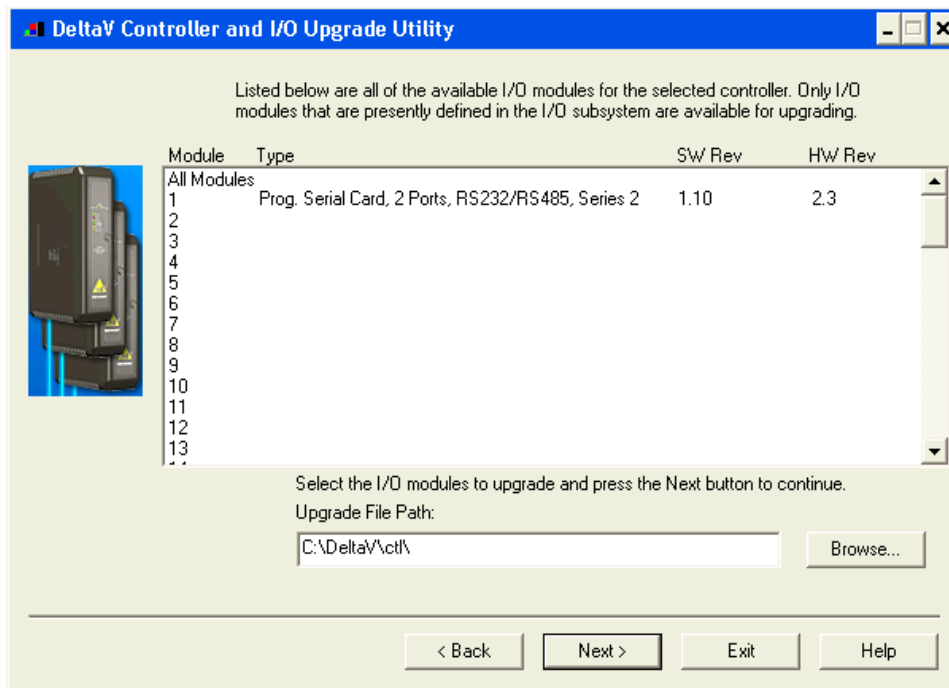 DeltaV Controller and I/O Upgrade Utility
Listed below are all of the available I/O modules for the selected controller. Only I/O
modules that are presently defined in the I/O subsystem are available for upgrading.
Module Type SW Rev HW Rev
All Modules
1 Prog. Serial Card, 2 Ports, RS232/RS485, Series 2 1.10 2.3
2
3
4
5
6
7
8
9
10
11
12
13
Select the I/O modules to upgrade and press the Next button to continue.
Upgrade File Path:
C:\DeltaV\ctl\
Browse...
< Back Next > Exit Help